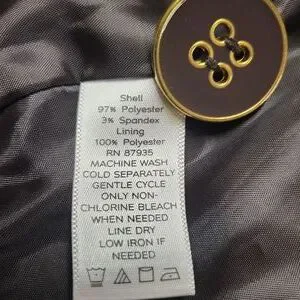 Shell
97% Polyester
3% Spandex
Lining
100% Polyester
RN 87935
MACHINE WASH
COLD SEPARATELY
GENTLE CYCLE
ONLY NON-
CHLORINE BLEACH
WHEN NEEDED
LINE DRY
LOW IRON IF
NEEDED